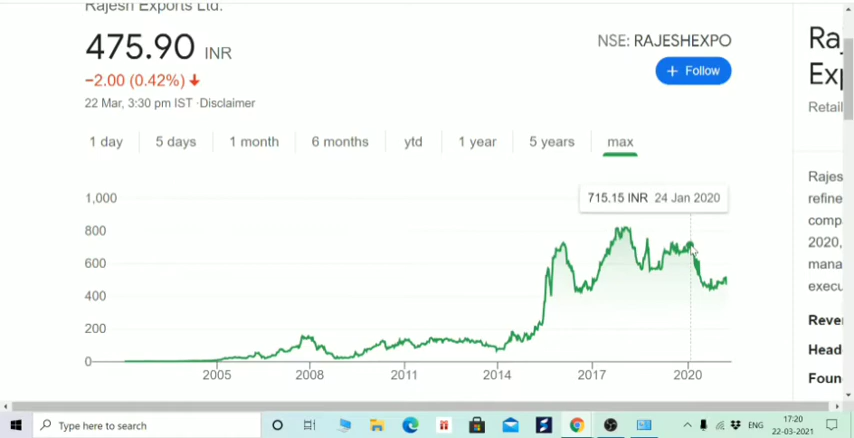 Rajesh Exports Ltd.
475.90 INR
−2.00 (0.42%)
22 Mar, 3:30 pm IST ·Disclaimer
NSE: RAJESHEXPO
+ Follow
1 day 5 days 1 month 6 months ytd 1 year 5 years max
715.15 INR 24 Jan 2020
1,000
800
600
400
200
0
2005 2008 2011 2014 2017 2020
Ra
Exp
Retail
Rajes
refine
comp
2020,
mana
execu
Reve
Head
Foun
Type here to search
ENG
17:20
22-03-2021